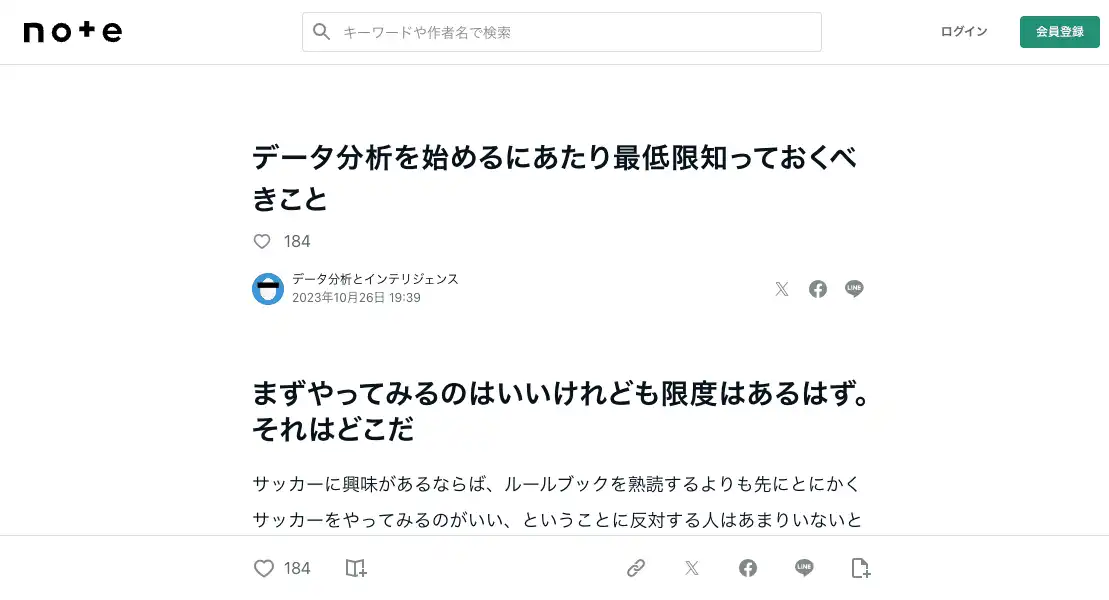 note
キーワードや作者名で検索
ログイン
会員登録
データ分析を始めるにあたり最低限知っておくべ
きこと
184
データ分析とインテリジェンス
2023年10月26日 19:39
LINE
まずやってみるのはいいけれども限度はあるはず。
それはどこだ
サッカーに興味があるならば、ルールブックを熟読するよりも先にとにかく
サッカーをやってみるのがいい、ということに反対する人はあまりいないと
184
LINE